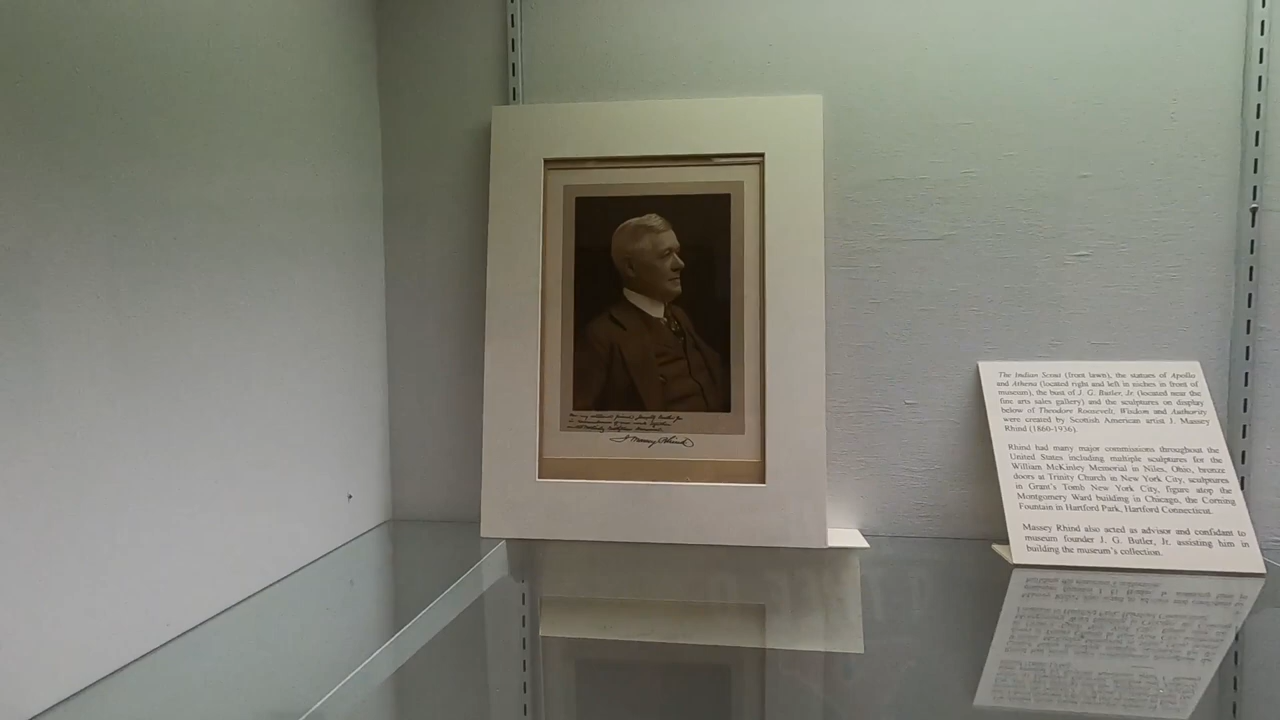 J. Massey Rhind
The Indian Scout (front lawn), the statues of Apollo
and Athena (located right and left in niches in front of
museum), the bust of J. G. Butler, Jr. (located near the
fine arts sales gallery) and the sculptures on display
below of Theodore Roosevelt, Wisdom and Authority
were created by Scottish American artist J. Massey
Rhind (1860-1936).
Rhind had many major commissions throughout the
United States including multiple sculptures for the
William McKinley Memorial in Niles, Ohio, bronze
doors at Trinity Church in New York City, sculptures
in Grant's Tomb New York City, figure atop the
Montgomery Ward building in Chicago, the Corning
Fountain in Hartford Park, Hartford Connecticut.
Massey Rhind also acted as advisor and confidant to
museum founder J. G. Butler, Jr. assisting him in
building the museum's collection.